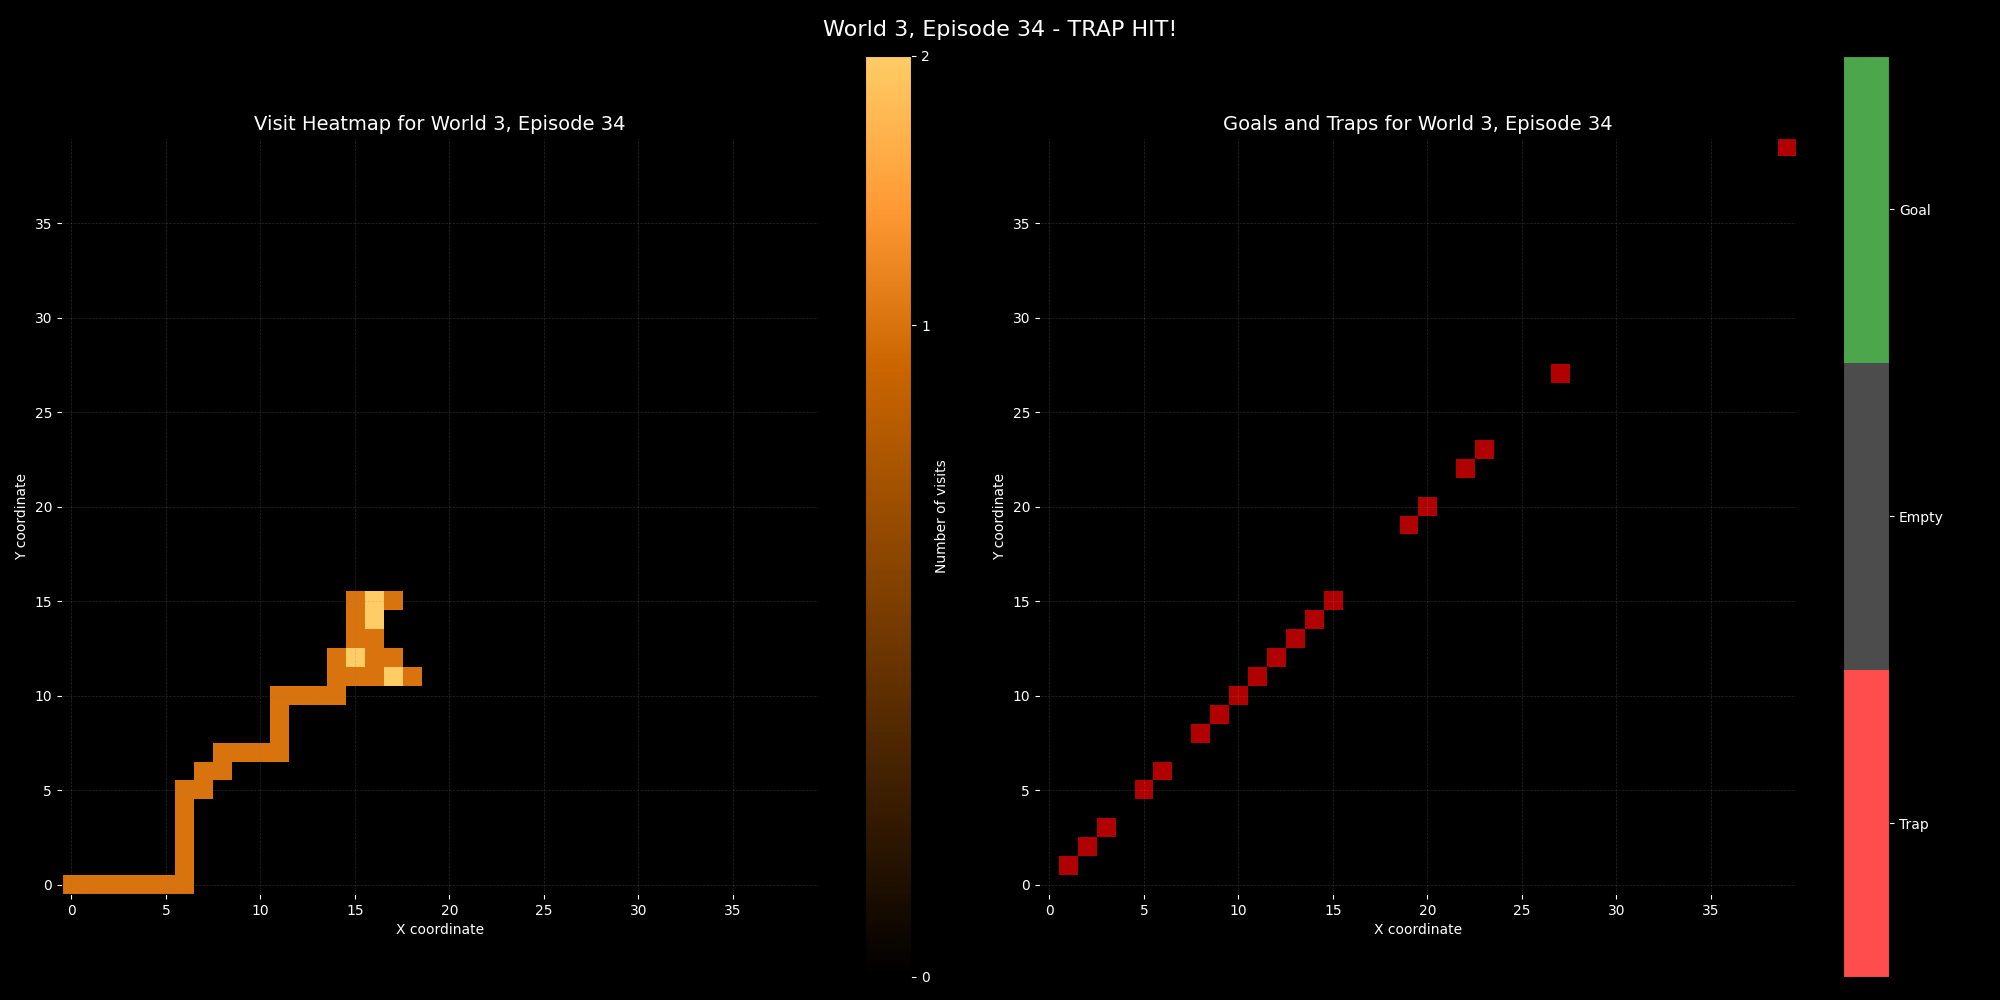 World 3, Episode 34 - TRAP HIT!
Visit Heatmap for World 3, Episode 34
35
30
25
20
15
10
5
0
Y coordinate
0 5 10 15 20 25 30 35
X coordinate
2
1
0
Number of visits
Goals and Traps for World 3, Episode 34
35
30
25
20
15
10
5
0
Y coordinate
0 5 10 15 20 25 30 35
X coordinate
Goal
Empty
Trap